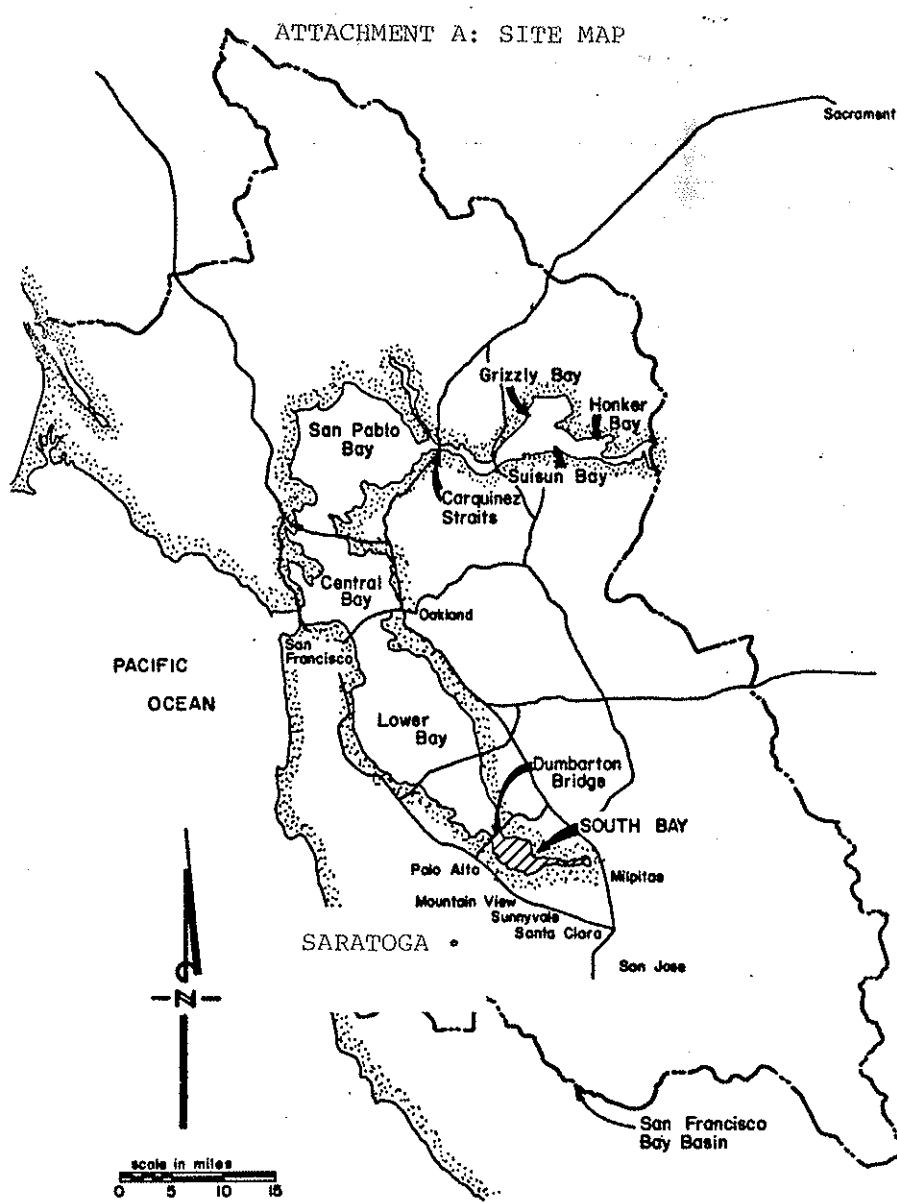 ATTACHMENT A: SITE MAP
Sacrament
Grizzly Bay
Honker
Bay
San Pablo
Bay
Suisun Bay
Carquinez
Straits
Central
Bay
Oakland
San
Francisco
PACIFIC
OCEAN
Lower
Bay
Dumbarton
Bridge
SOUTH BAY
Palo Alto
Milpitas
Mountain View
Sunnyvale
Santa Clara
SARATOGA
San Jose
N
San Francisco
Bay Basin
scale in miles
0 5 10 15